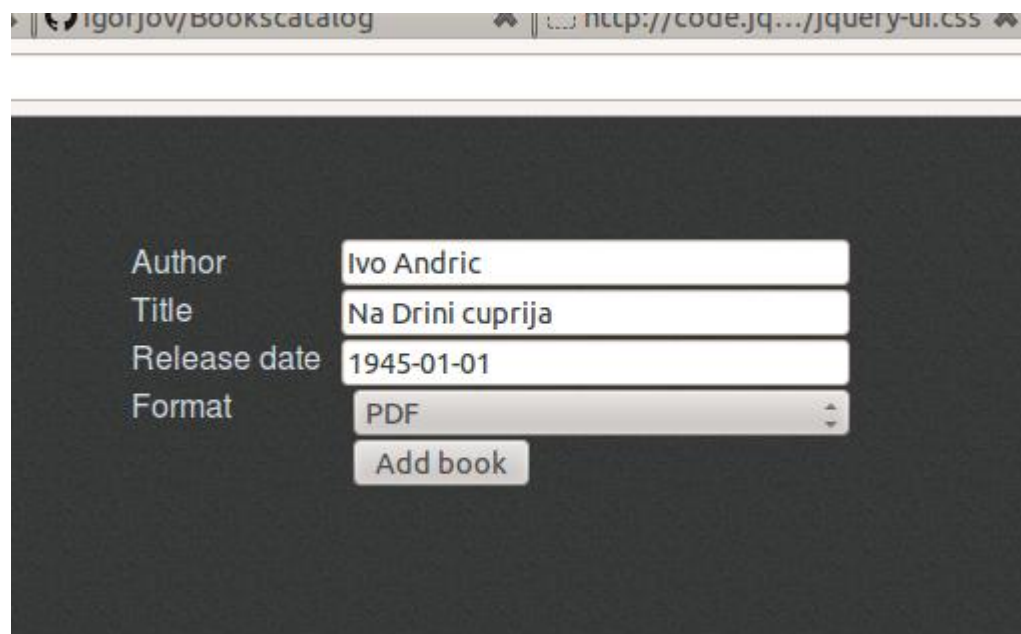 igorjov/Bookscatalog http://code.jq.../jquery-ui.css
Author Ivo Andric
Title Na Drini cuprija
Release date 1945-01-01
Format PDF
Add book